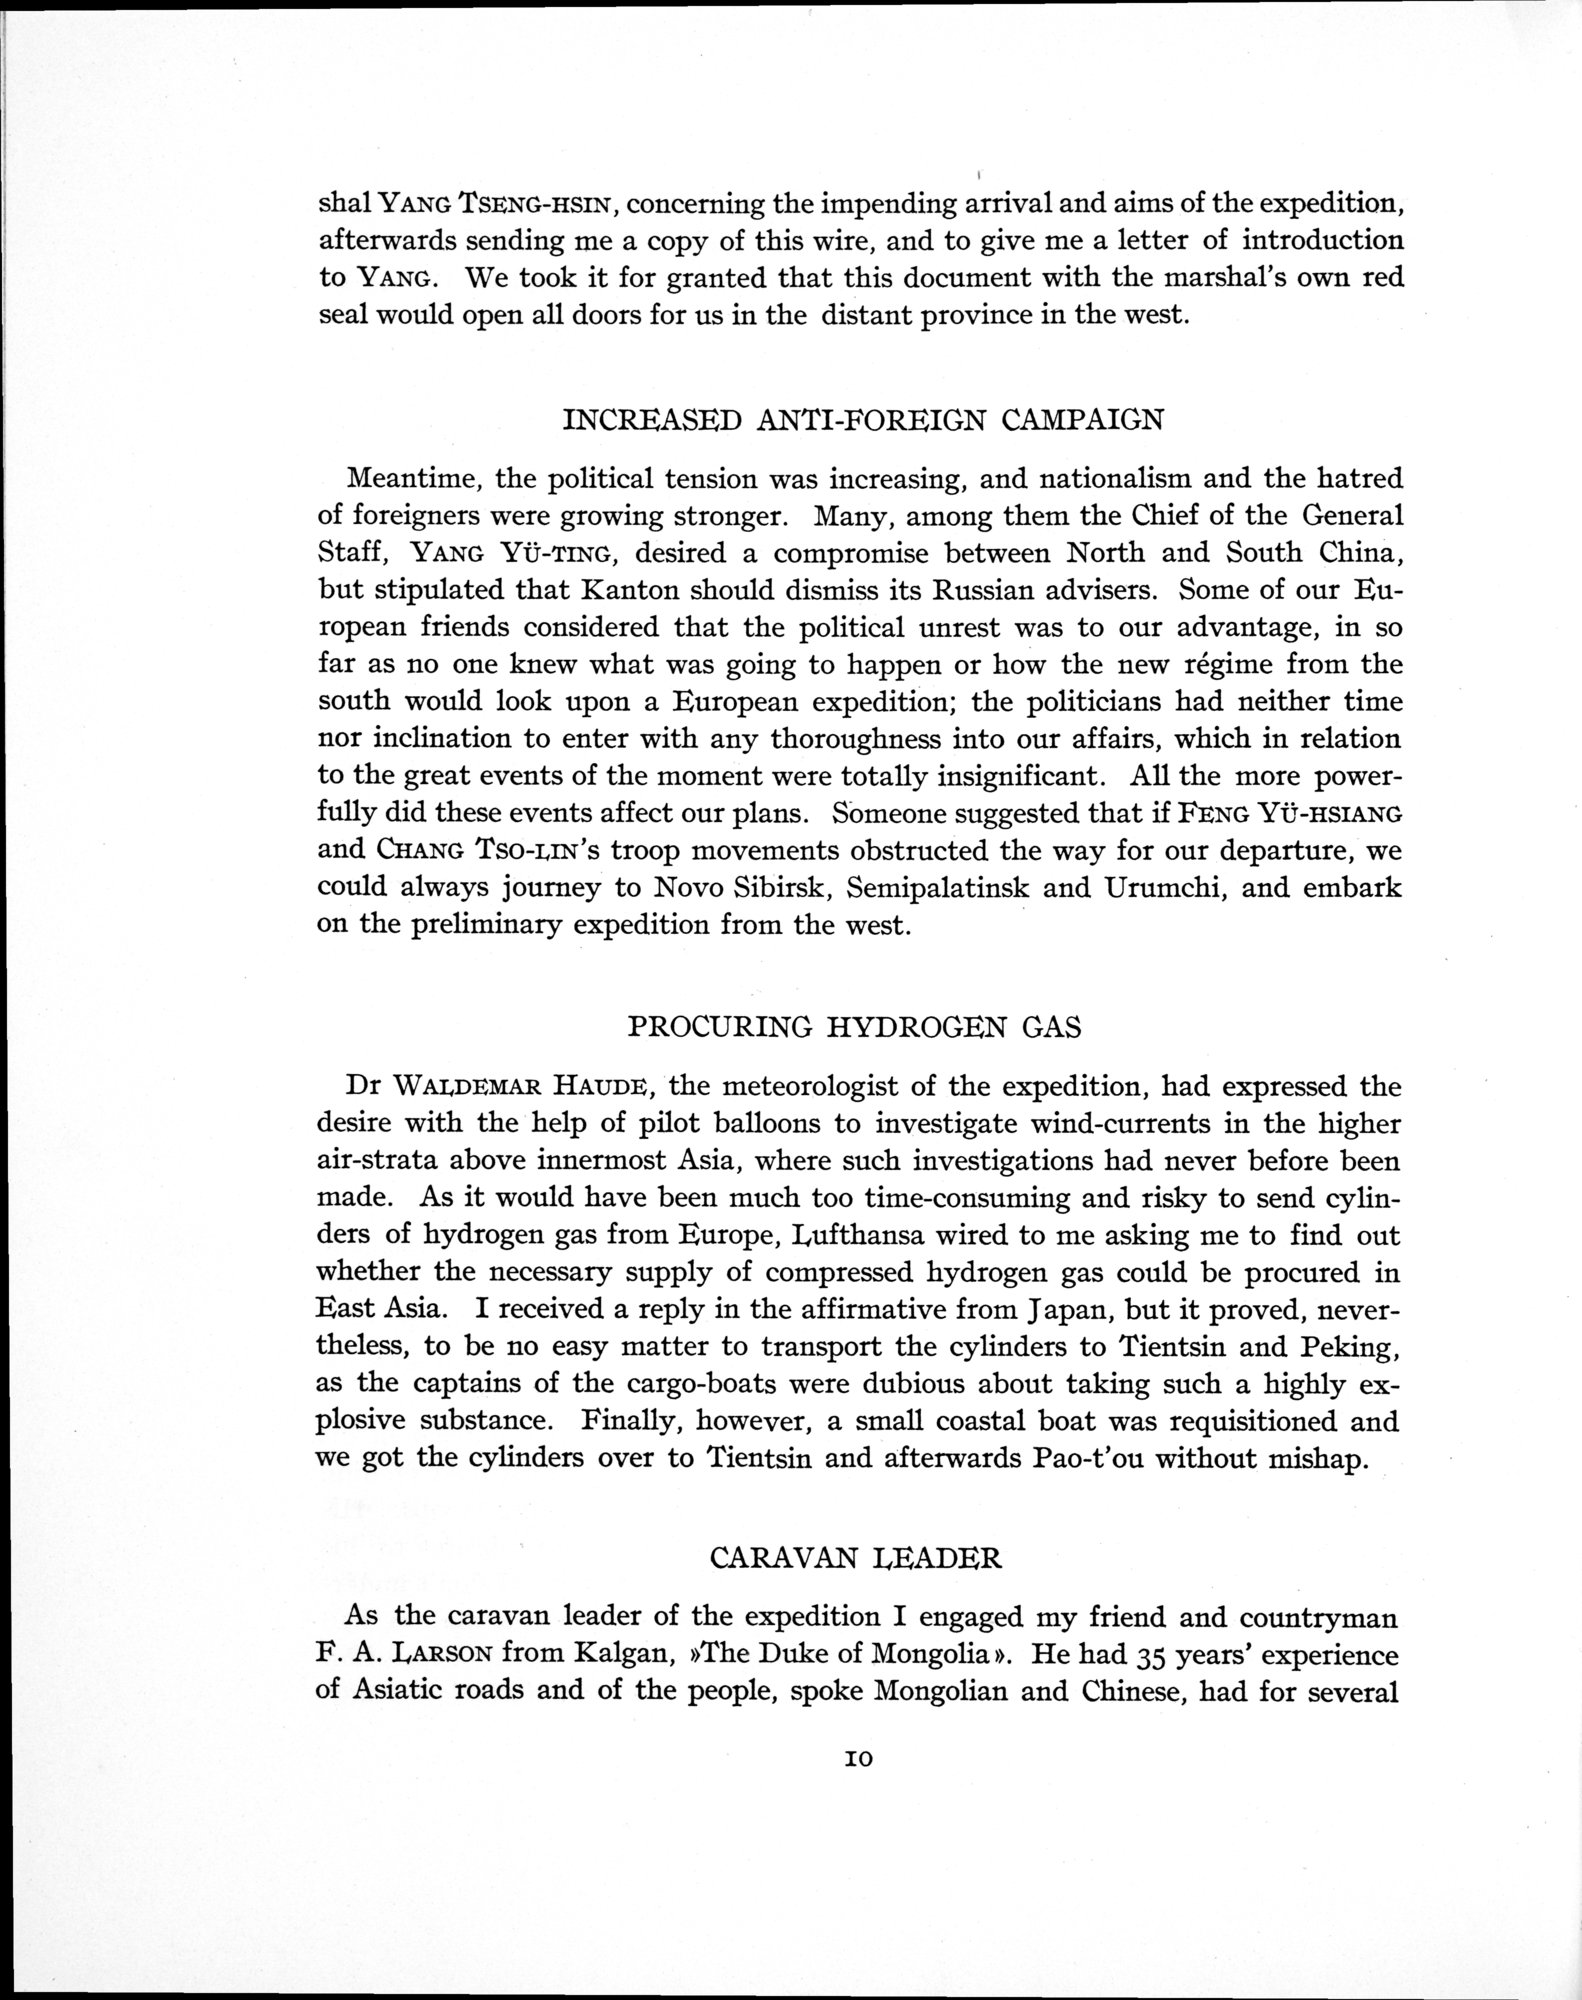 shal YANG TSENG-HSIN, concerning the impending arrival and aims of the expedition,
afterwards sending me a copy of this wire, and to give me a letter of introduction
to YANG. We took it for granted that this document with the marshal's own red
seal would open all doors for us in the distant province in the west.
INCREASED ANTI-FOREIGN CAMPAIGN
Meantime, the political tension was increasing, and nationalism and the hatred
of foreigners were growing stronger. Many, among them the Chief of the General
Staff, YANG YÜ-TING, desired a compromise between North and South China,
but stipulated that Kanton should dismiss its Russian advisers. Some of our Eu-
ropean friends considered that the political unrest was to our advantage, in so
far as no one knew what was going to happen or how the new régime from the
south would look upon a European expedition; the politicians had neither time
nor inclination to enter with any thoroughness into our affairs, which in relation
to the great events of the moment were totally insignificant. All the more power-
fully did these events affect our plans. Someone suggested that if FENG YÜ-HSIANG
and CHANG TSO-LIN's troop movements obstructed the way for our departure, we
could always journey to Novo Sibirsk, Semipalatinsk and Urumchi, and embark
on the preliminary expedition from the west.
PROCURING HYDROGEN GAS
Dr WALDEMAR HAUDE, the meteorologist of the expedition, had expressed the
desire with the help of pilot balloons to investigate wind-currents in the higher
air-strata above innermost Asia, where such investigations had never before been
made. As it would have been much too time-consuming and risky to send cylin-
ders of hydrogen gas from Europe, Lufthansa wired to me asking me to find out
whether the necessary supply of compressed hydrogen gas could be procured in
East Asia. I received a reply in the affirmative from Japan, but it proved, never-
theless, to be no easy matter to transport the cylinders to Tientsin and Peking,
as the captains of the cargo-boats were dubious about taking such a highly ex-
plosive substance. Finally, however, a small coastal boat was requisitioned and
we got the cylinders over to Tientsin and afterwards Pao-t'ou without mishap.
CARAVAN LEADER
As the caravan leader of the expedition I engaged my friend and countryman
F. A. LARSON from Kalgan, »The Duke of Mongolia». He had 35 years' experience
of Asiatic roads and of the people, spoke Mongolian and Chinese, had for several
10